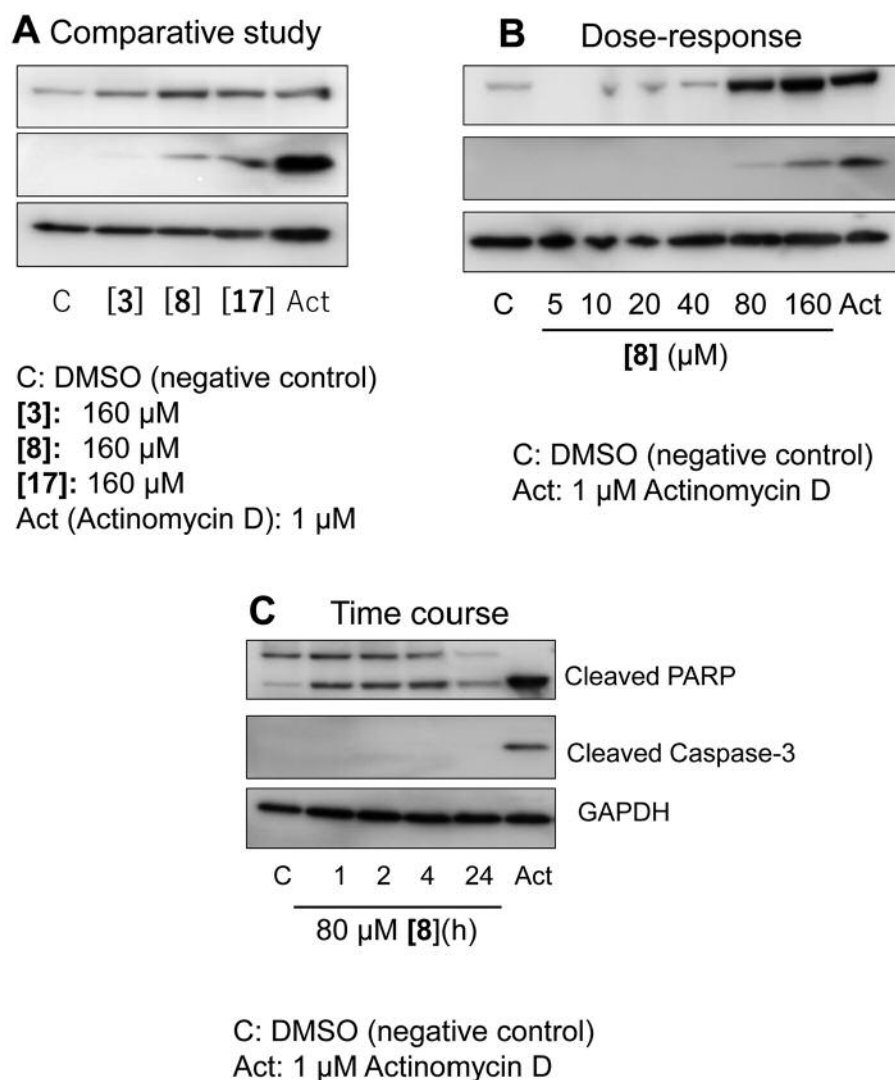 A Comparative study
C [3] [8] [17] Act
C: DMSO (negative control)
[3]: 160 µM
[8]: 160 µM
[17]: 160 µM
Act (Actinomycin D): 1 µM
B Dose-response
C 5 10 20 40 80 160 Act
[8] (µM)
C: DMSO (negative control)
Act: 1 µM Actinomycin D
C Time course
Cleaved PARP
Cleaved Caspase-3
GAPDH
C 1 2 4 24 Act
80 µM [8](h)
C: DMSO (negative control)
Act: 1 µM Actinomycin D